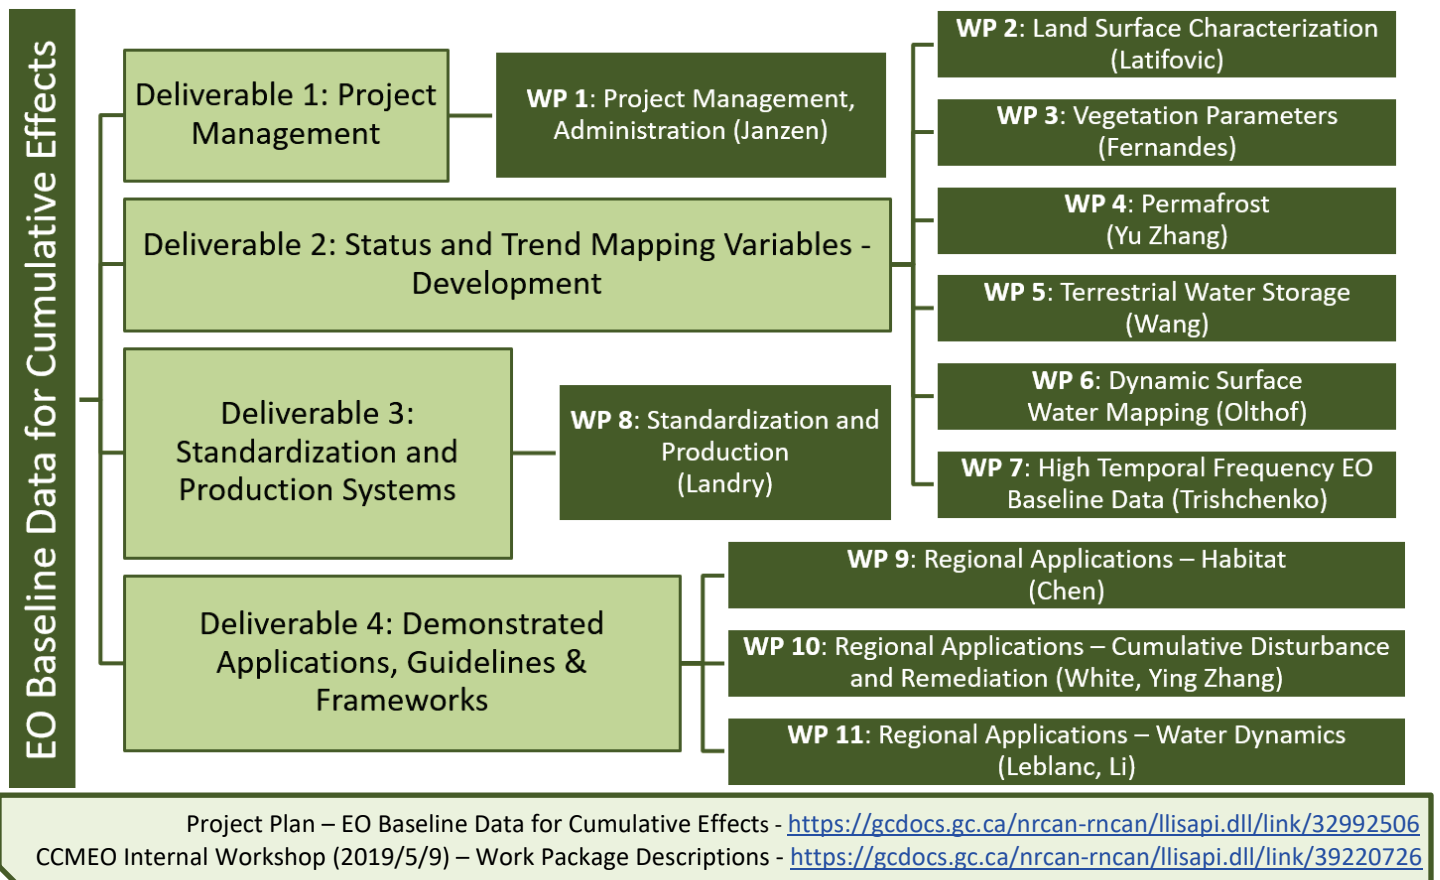 EO Baseline Data for Cumulative Effects
Deliverable 1: Project
Management
WP 1: Project Management,
Administration (Janzen)
Deliverable 2: Status and Trend Mapping Variables -
Development
WP 2: Land Surface Characterization
(Latifovic)
WP 3: Vegetation Parameters
(Fernandes)
WP 4: Permafrost
(Yu Zhang)
WP 5: Terrestrial Water Storage
(Wang)
WP 6: Dynamic Surface
Water Mapping (Olthof)
WP 7: High Temporal Frequency EO
Baseline Data (Trishchenko)
Deliverable 3:
Standardization and
Production Systems
WP 8: Standardization and
Production
(Landry)
Deliverable 4: Demonstrated
Applications, Guidelines &
Frameworks
WP 9: Regional Applications – Habitat
(Chen)
WP 10: Regional Applications – Cumulative Disturbance
and Remediation (White, Ying Zhang)
WP 11: Regional Applications – Water Dynamics
(Leblanc, Li)
Project Plan – EO Baseline Data for Cumulative Effects - https://gcdocs.gc.ca/nrcan-rncan/llisapi.dll/link/32992506
CCMEO Internal Workshop (2019/5/9) – Work Package Descriptions - https://gcdocs.gc.ca/nrcan-rncan/llisapi.dll/link/39220726